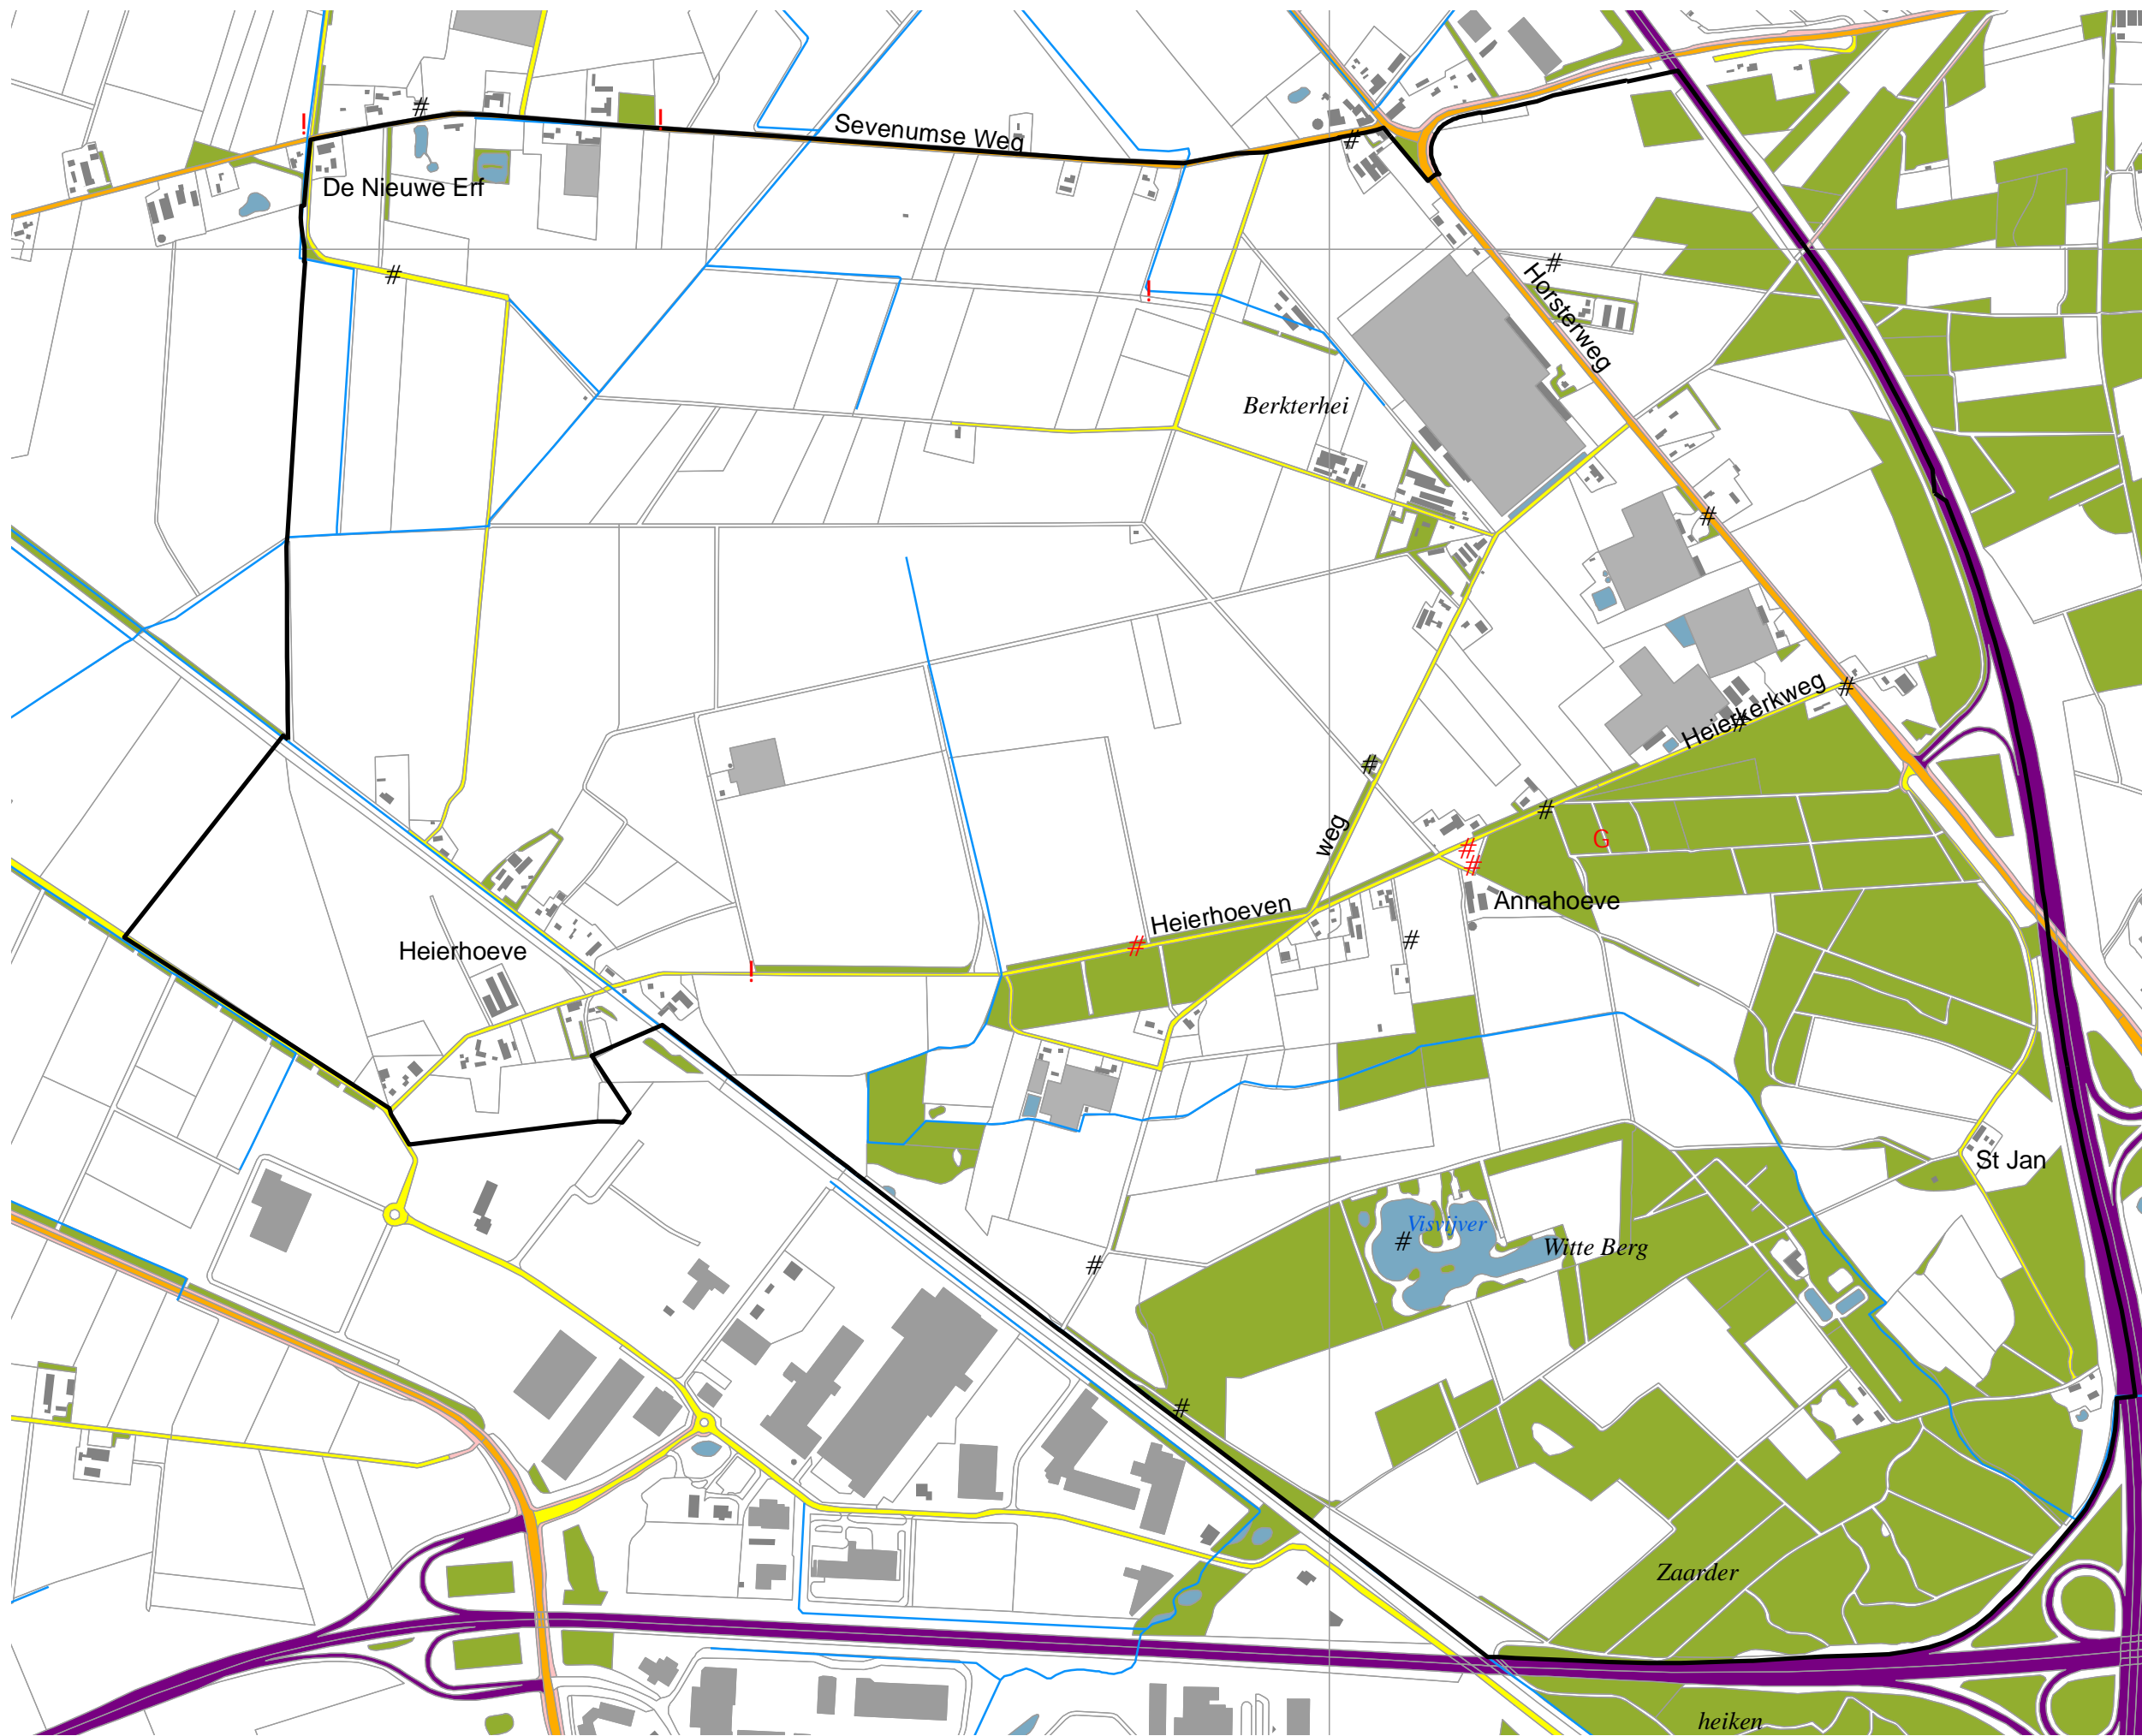 Sevenumse Weg
De Nieuwe Erf
Horsterweg
Berkterhei
Heierkerkweg
weg
Heierhoeven
Annahoeve
Heierhoeve
G
St Jan
Visvijver
Witte Berg
Zaarder
heiken